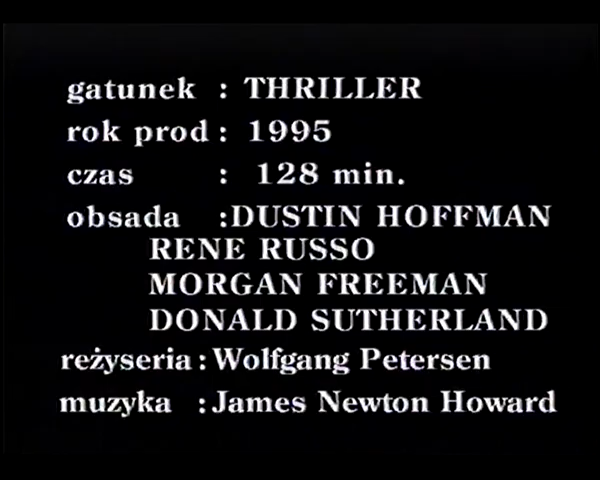 gatunek : THRILLER
rok prod : 1995
czas : 128 min.
obsada :DUSTIN HOFFMAN
RENE RUSSO
MORGAN FREEMAN
DONALD SUTHERLAND
reżyseria : Wolfgang Petersen
muzyka : James Newton Howard